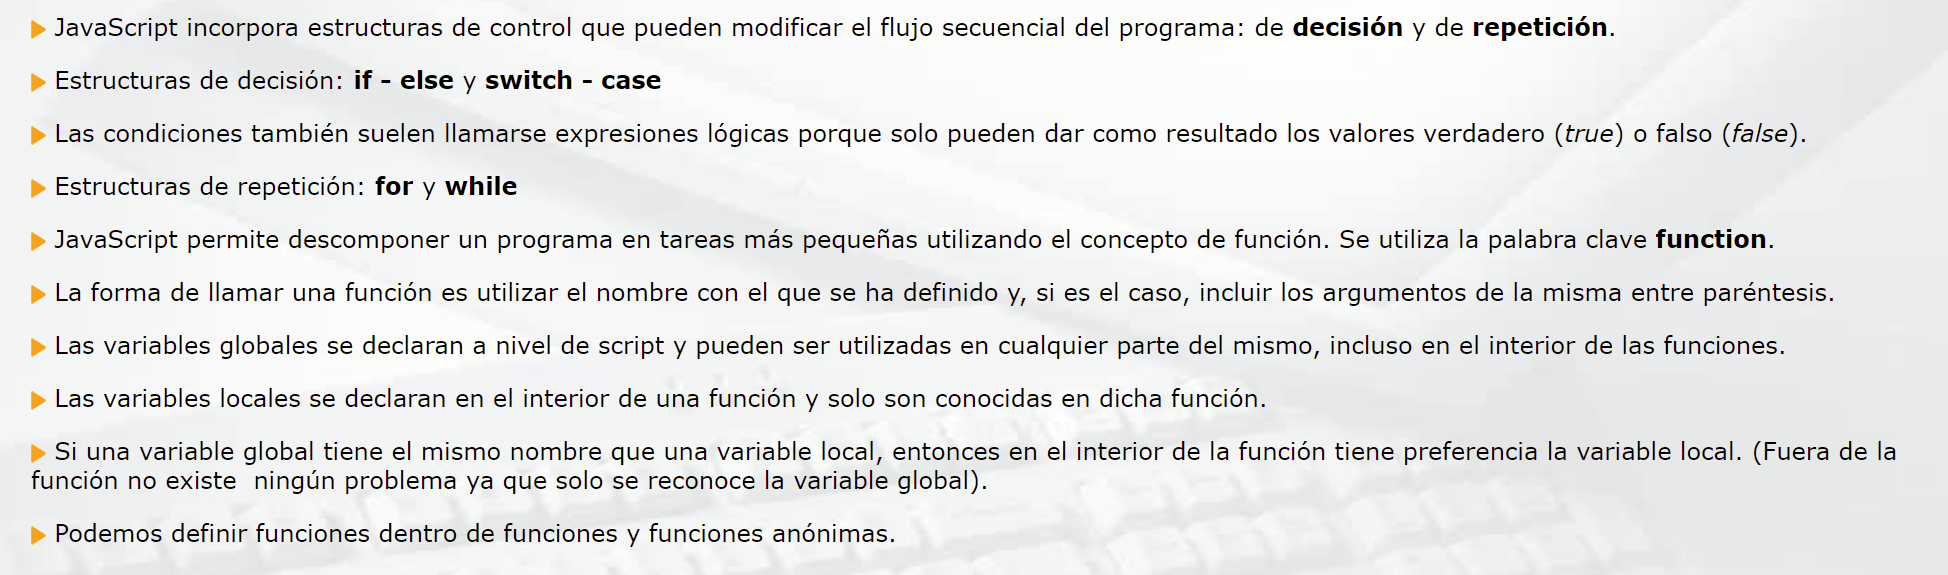 JavaScript incorpora estructuras de control que pueden modificar el flujo secuencial del programa: de decisión y de repetición.
Estructuras de decisión: if - else y switch - case
Las condiciones también suelen llamarse expresiones lógicas porque solo pueden dar como resultado los valores verdadero (true) o falso (false).
Estructuras de repetición: for y while
JavaScript permite descomponer un programa en tareas más pequeñas utilizando el concepto de función. Se utiliza la palabra clave function.
La forma de llamar una función es utilizar el nombre con el que se ha definido y, si es el caso, incluir los argumentos de la misma entre paréntesis.
Las variables globales se declaran a nivel de script y pueden ser utilizadas en cualquier parte del mismo, incluso en el interior de las funciones.
Las variables locales se declaran en el interior de una función y solo son conocidas en dicha función.
Si una variable global tiene el mismo nombre que una variable local, entonces en el interior de la función tiene preferencia la variable local. (Fuera de la
función no existe  ningún problema ya que solo se reconoce la variable global).
Podemos definir funciones dentro de funciones y funciones anónimas.